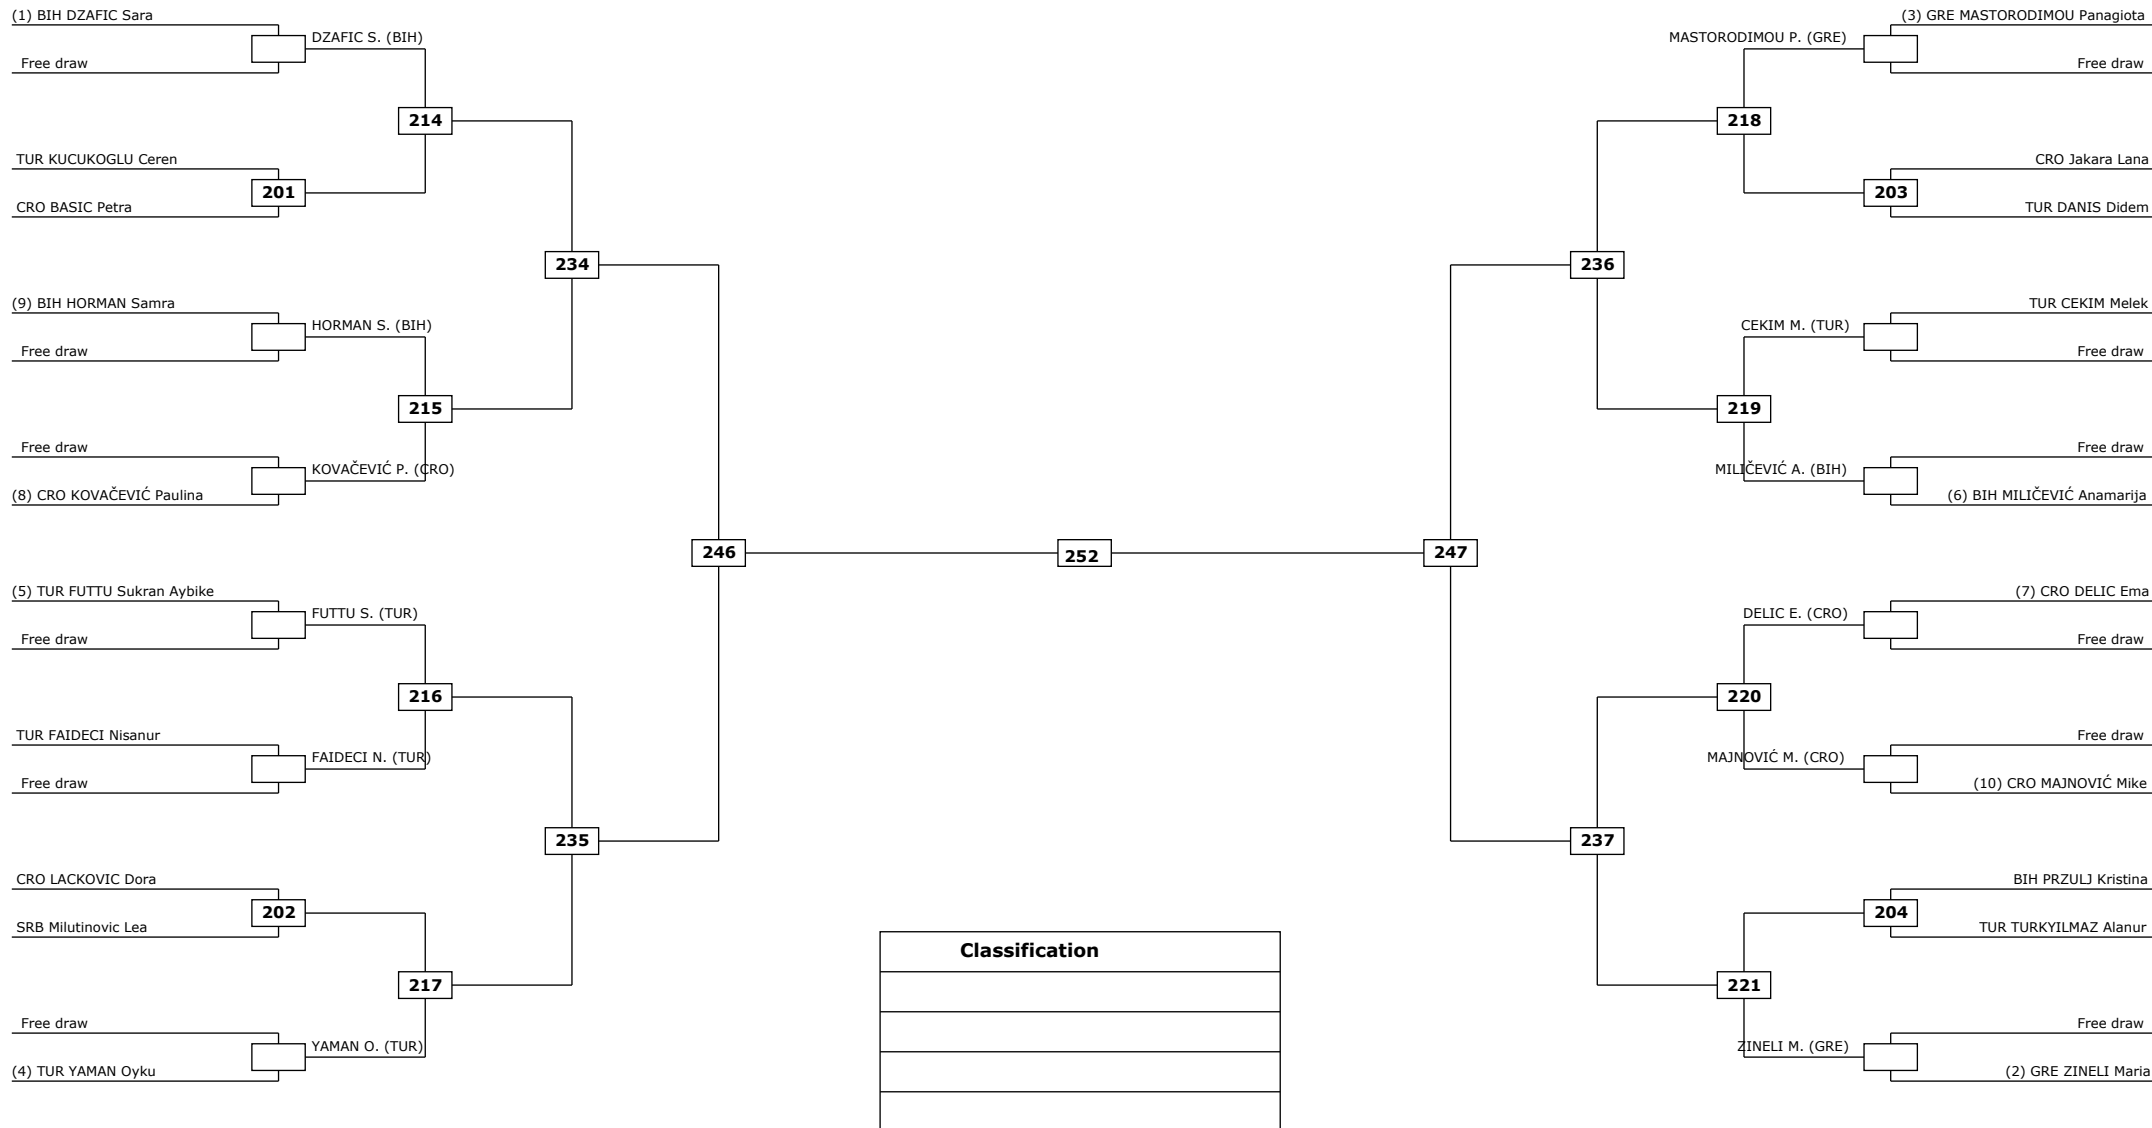 (1) BIH DZAFIC Sara
DZAFIC S. (BIH)
Free draw
214
TUR KUCUKOGLU Ceren
201
CRO BASIC Petra
234
(9) BIH HORMAN Samra
HORMAN S. (BIH)
Free draw
215
Free draw
KOVAČEVIĆ P. (CRO)
(8) CRO KOVAČEVIĆ Paulina
246
(5) TUR FUTTU Sukran Aybike
FUTTU S. (TUR)
Free draw
216
TUR FAIDECI Nisanur
FAIDECI N. (TUR)
Free draw
235
CRO LACKOVIC Dora
202
SRB Milutinovic Lea
217
Free draw
YAMAN O. (TUR)
(4) TUR YAMAN Oyku
252
(3) GRE MASTORODIMOU Panagiota
MASTORODIMOU P. (GRE)
Free draw
218
CRO Jakara Lana
203
TUR DANIS Didem
236
TUR CEKIM Melek
CEKIM M. (TUR)
Free draw
219
Free draw
MILIČEVIĆ A. (BIH)
(6) BIH MILIČEVIĆ Anamarija
247
(7) CRO DELIC Ema
DELIC E. (CRO)
Free draw
220
Free draw
MAJNOVIĆ M. (CRO)
(10) CRO MAJNOVIĆ Mike
237
BIH PRZULJ Kristina
204
TUR TURKYILMAZ Alanur
221
Free draw
ZINELI M. (GRE)
(2) GRE ZINELI Maria
Classification